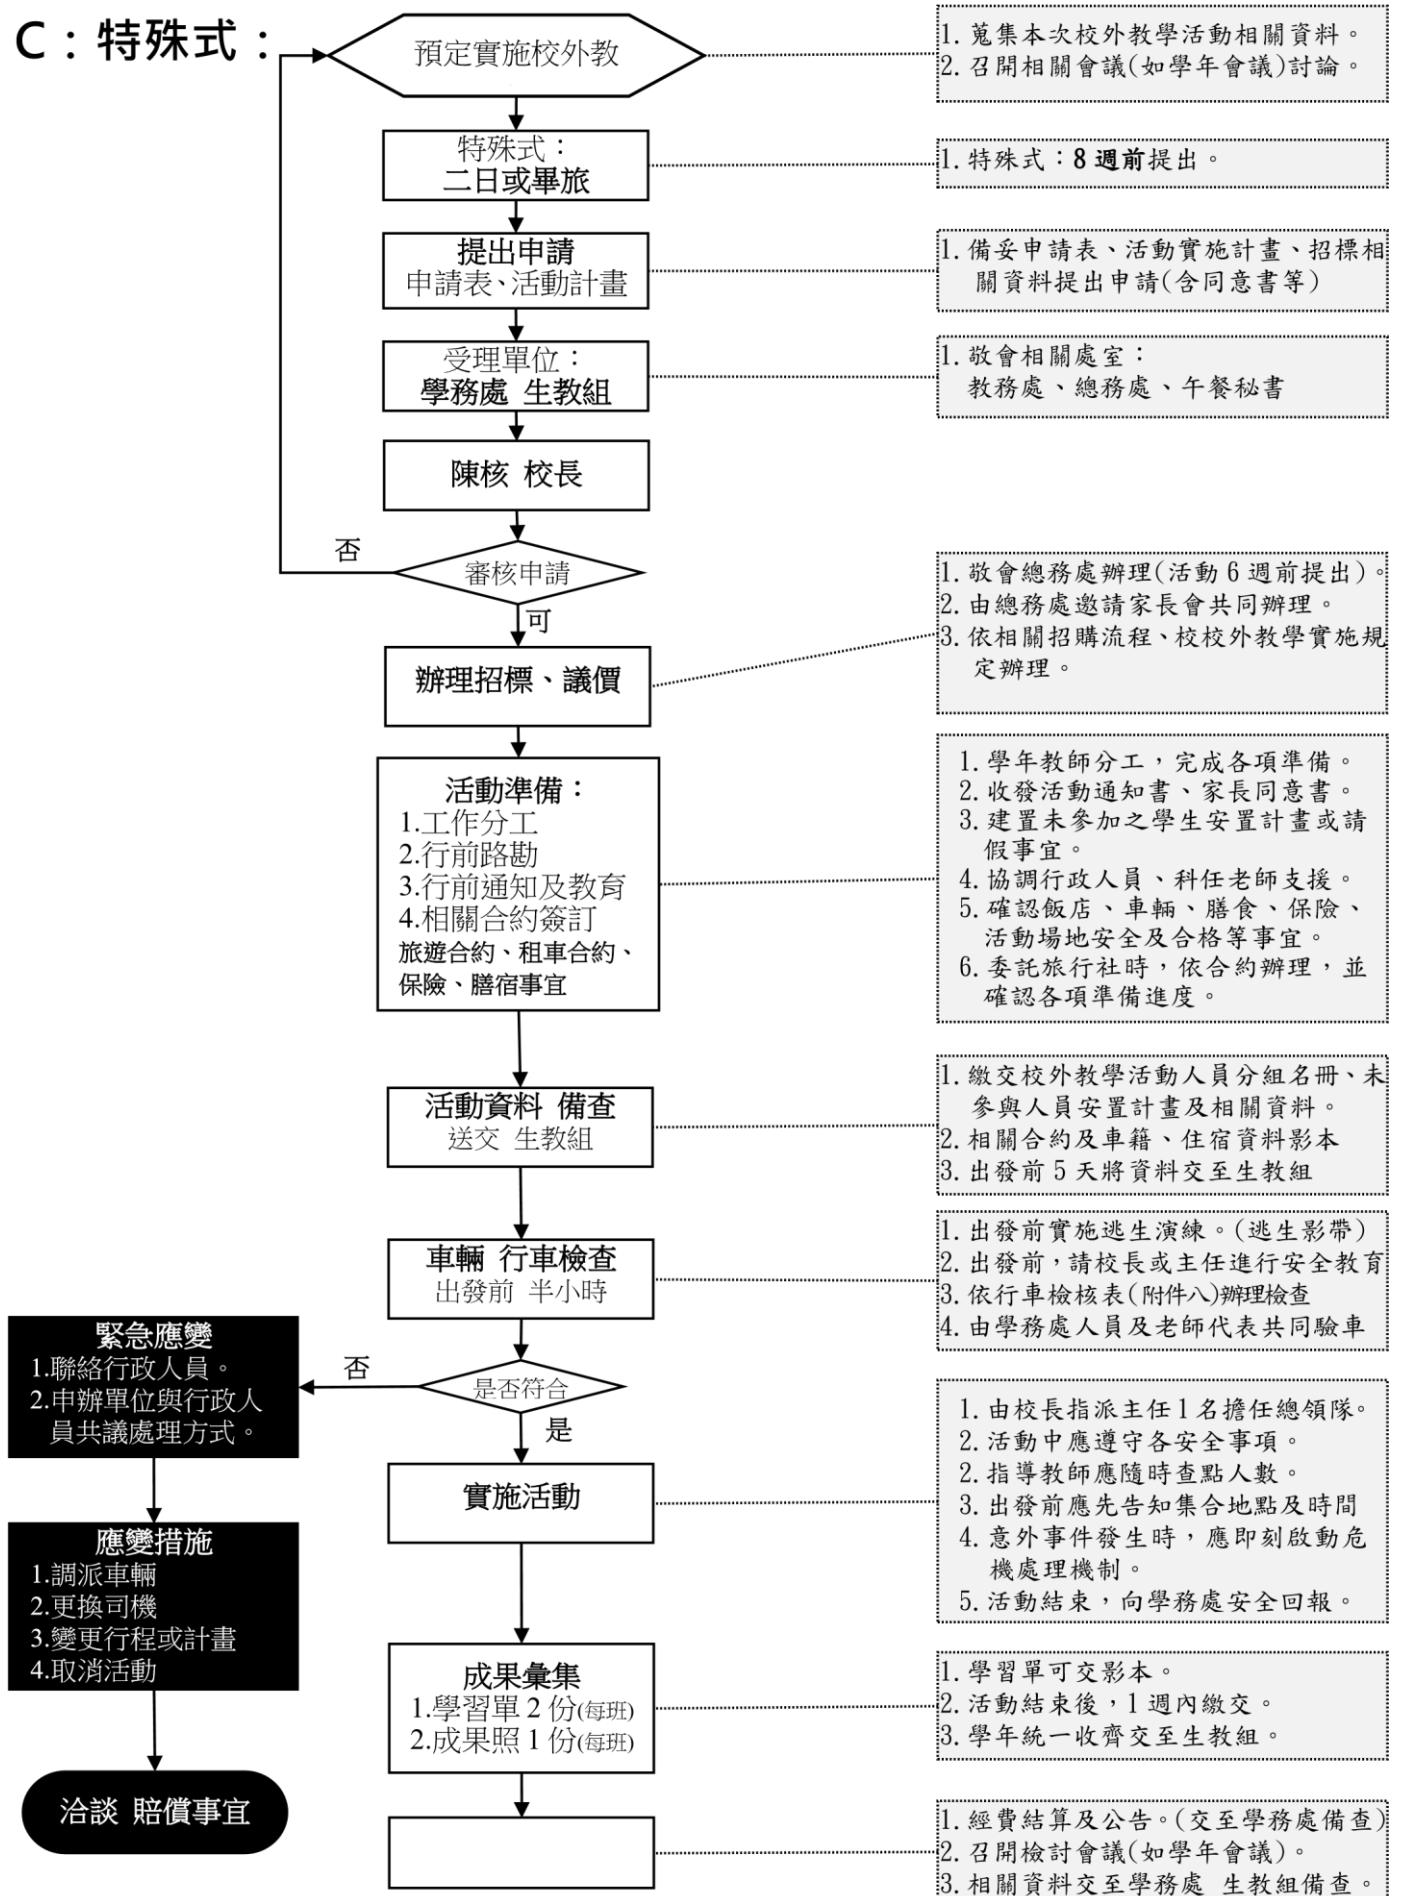 C：特殊式：
預定實施校外教
1. 蒐集本次校外教學活動相關資料。
2. 召開相關會議(如學年會議)討論。
特殊式：
二日或畢旅
1. 特殊式：8 週前提出。
提出申請
申請表、活動計畫
1. 備妥申請表、活動實施計畫、招標相
關資料提出申請(含同意書等)
受理單位：
學務處 生教組
1. 敬會相關處室：
教務處、總務處、午餐秘書
陳核 校長
否
審核申請
可
辦理招標、議價
1. 敬會總務處辦理(活動 6 週前提出)。
2. 由總務處邀請家長會共同辦理。
3. 依相關招購流程、校校外教學實施規
定辦理。
活動準備：
1.工作分工
2.行前路勘
3.行前通知及教育
4.相關合約簽訂
旅遊合約、租車合約、
保險、膳宿事宜
1. 學年教師分工，完成各項準備。
2. 收發活動通知書、家長同意書。
3. 建置未參加之學生安置計畫或請
假事宜。
4. 協調行政人員、科任老師支援。
5. 確認飯店、車輛、膳食、保險、
活動場地安全及合格等事宜。
6. 委託旅行社時，依合約辦理，並
確認各項準備進度。
活動資料 備查
送交 生教組
1. 繳交校外教學活動人員分組名冊、未
參與人員安置計畫及相關資料。
2. 相關合約及車籍、住宿資料影本
3. 出發前 5 天將資料交至生教組
車輛 行車檢查
出發前 半小時
1. 出發前實施逃生演練。(逃生影帶)
2. 出發前，請校長或主任進行安全教育
3. 依行車檢核表(附件八)辦理檢查
4. 由學務處人員及老師代表共同驗車
緊急應變
1.聯絡行政人員。
2.申辦單位與行政人
員共議處理方式。
否
是否符合
是
實施活動
1. 由校長指派主任 1 名擔任總領隊。
2. 活動中應遵守各安全事項。
2. 指導教師應隨時查點人數。
3. 出發前應先告知集合地點及時間
4. 意外事件發生時，應即刻啟動危
機處理機制。
5. 活動結束，向學務處安全回報。
應變措施
1.調派車輛
2.更換司機
3.變更行程或計畫
4.取消活動
成果彙集
1.學習單 2 份(每班)
2.成果照 1 份(每班)
1. 學習單可交影本。
2. 活動結束後，1 週內繳交。
3. 學年統一收齊交至生教組。
洽談 賠償事宜
1. 經費結算及公告。(交至學務處備查)
2. 召開檢討會議(如學年會議)。
3. 相關資料交至學務處 生教組備查。